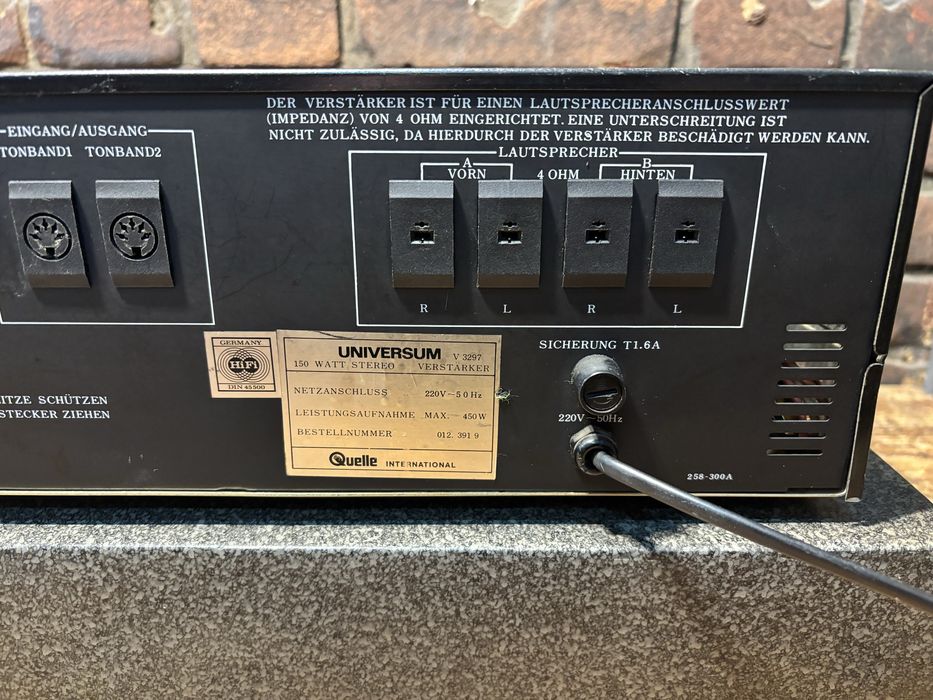 DER VERSTÄRKER IST FÜR EINEN LAUTSPRECHERANSCHLUSSWERT
(IMPEDANZ) VON 4 OHM EINGERICHTET. EINE UNTERSCHREITUNG IST
NICHT ZULÄSSIG, DA HIERDURCH DER VERSTÄRKER BESCHÄDIGT WERDEN KANN.
EINGANG/AUSGANG
TONBAND1 TONBAND2
LAUTSPRECHER
A B
VORN 4 OHM HINTEN
R L R L
GERMANY
HiFi
DIN 45500
UNIVERSUM V 3297
150 WATT STEREO VERSTÄRKER
NETZANSCHLUSS 220V~50Hz
LEISTUNGSAUFNAHME MAX. 450W
BESTELLNUMMER 012. 391 9
Quelle INTERNATIONAL
SICHERUNG T1.6A
220V~50Hz
258-300A
LITZE SCHÜTZEN
STECKER ZIEHEN